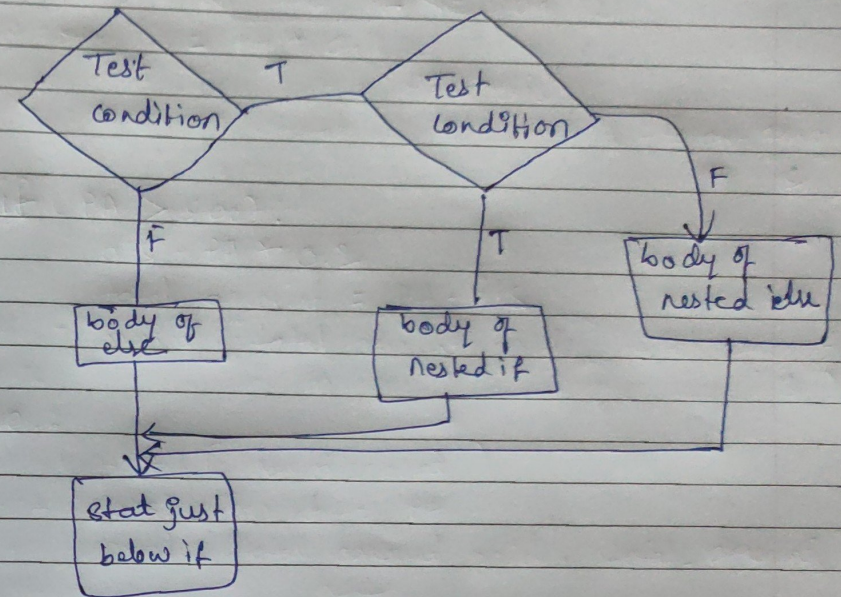 Test
condition
T
Test
condition
F
F
T
body of
else
body of
nested if
body of
nested else
stat just
below if